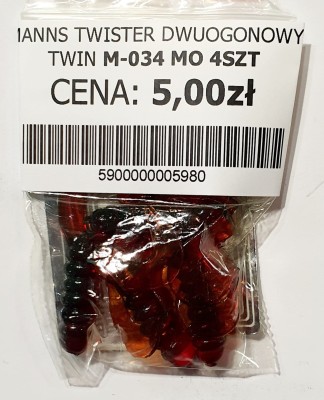 MANNS TWISTER DWUOGONOWY
TWIN M-034 MO 4SZT
CENA: 5,00zł
5900000005980